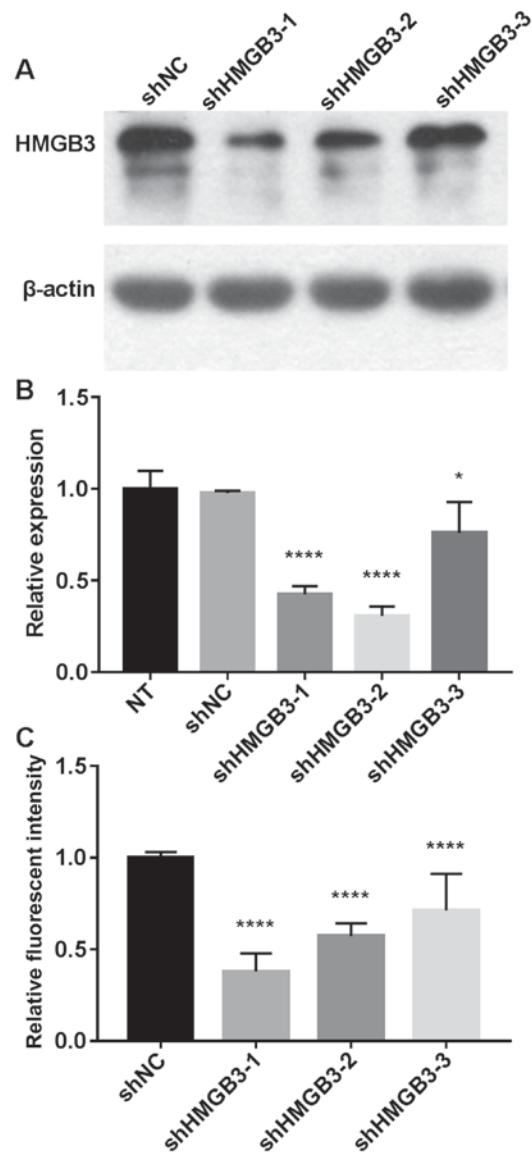 A
shNC
shHMGB3-1
shHMGB3-2
shHMGB3-3
HMGB3
β-actin
B
Relative expression
1.5
1.0
0.5
0.0
****
****
*
NT
shNC
shHMGB3-1
shHMGB3-2
shHMGB3-3
C
Relative fluorescent intensity
1.5
1.0
0.5
0.0
****
****
****
shNC
shHMGB3-1
shHMGB3-2
shHMGB3-3